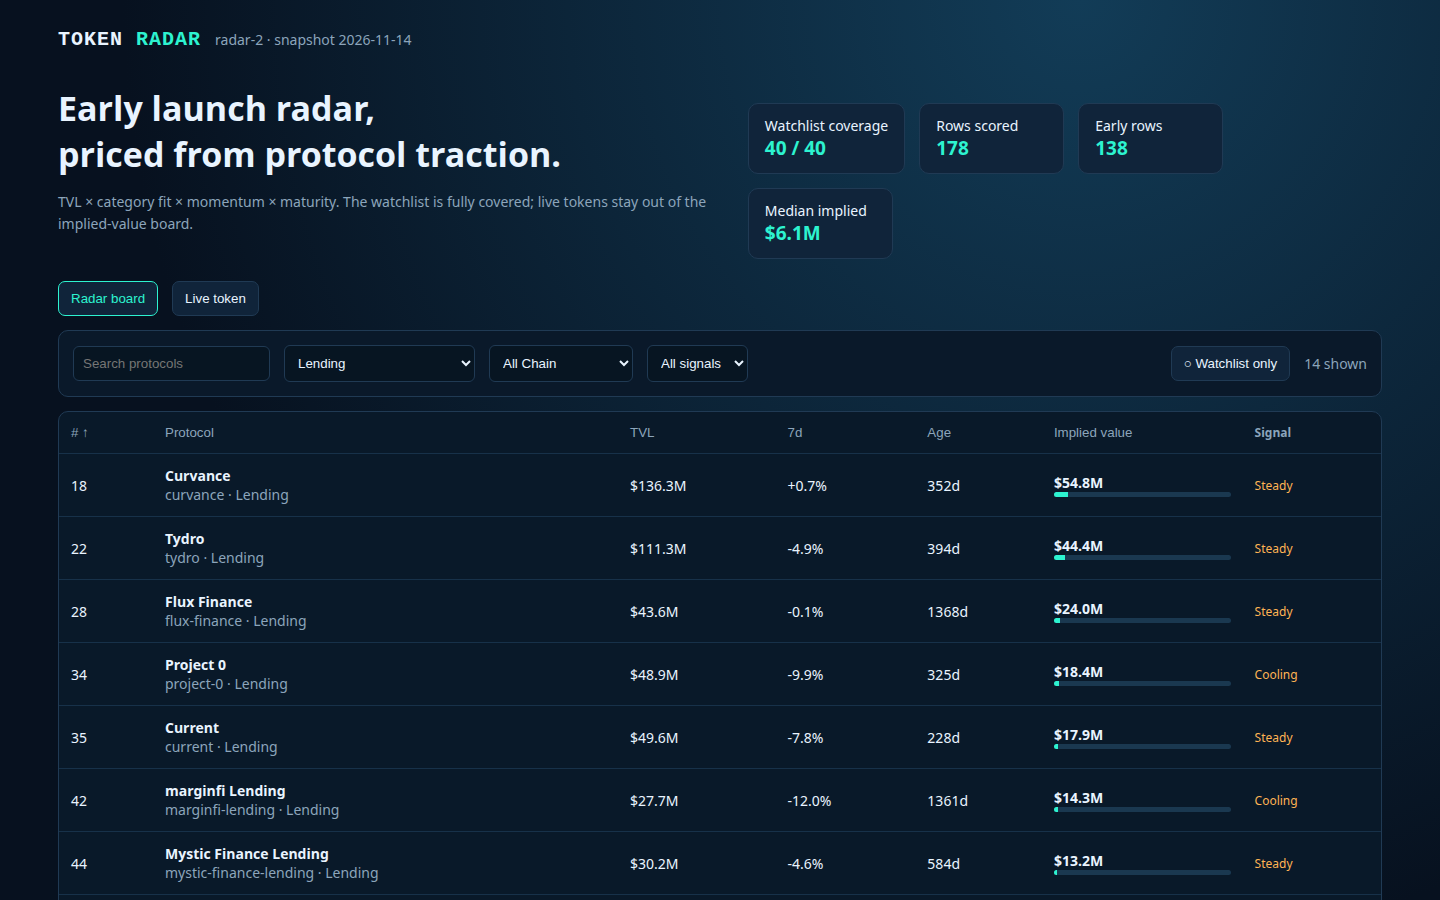 TOKEN RADAR radar-2 · snapshot 2026-11-14
Early launch radar,
priced from protocol traction.
TVL × category fit × momentum × maturity. The watchlist is fully covered; live tokens stay out of the
implied-value board.
Watchlist coverage
40 / 40
Rows scored
178
Early rows
138
Median implied
$6.1M
Radar board
Live token
Search protocols
Lending
All Chain
All signals
○ Watchlist only
14 shown
# ↑ Protocol TVL 7d Age Implied value Signal
18 Curvance curvance · Lending $136.3M +0.7% 352d $54.8M Steady
22 Tydro tydro · Lending $111.3M -4.9% 394d $44.4M Steady
28 Flux Finance flux-finance · Lending $43.6M -0.1% 1368d $24.0M Steady
34 Project 0 project-0 · Lending $48.9M -9.9% 325d $18.4M Cooling
35 Current current · Lending $49.6M -7.8% 228d $17.9M Steady
42 marginfi Lending marginfi-lending · Lending $27.7M -12.0% 1361d $14.3M Cooling
44 Mystic Finance Lending mystic-finance-lending · Lending $30.2M -4.6% 584d $13.2M Steady